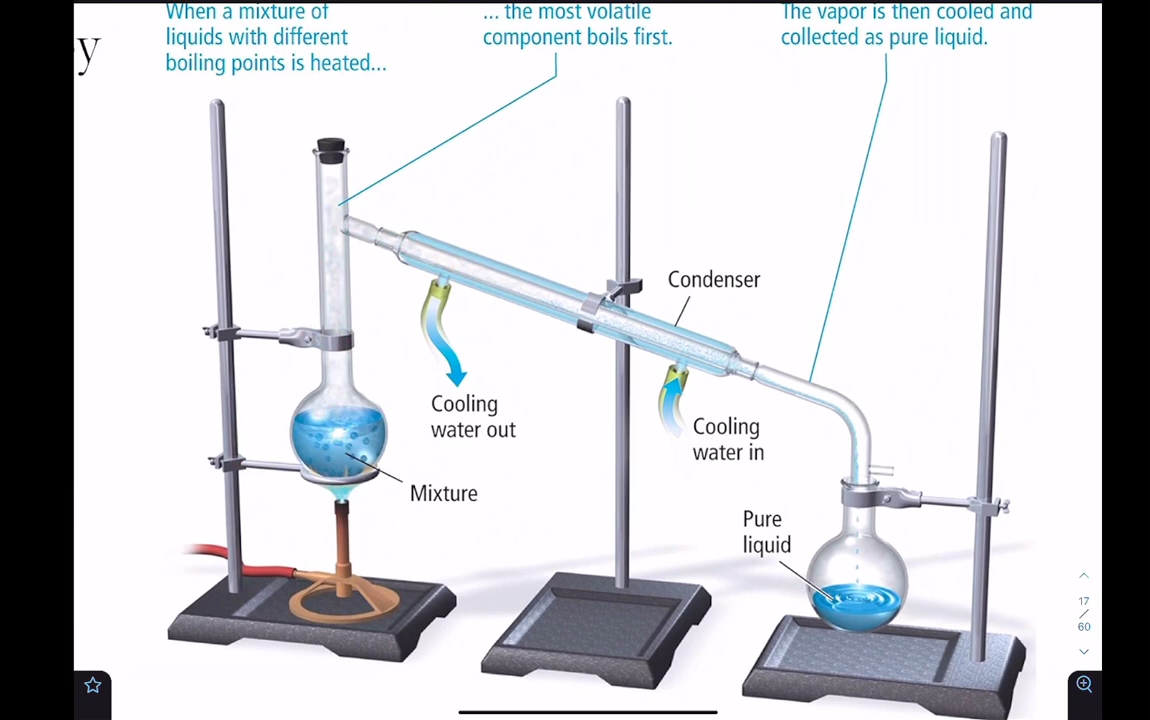 When a mixture of
liquids with different
boiling points is heated...
... the most volatile
component boils first.
The vapor is then cooled and
collected as pure liquid.
y
Condenser
Cooling
water out
Cooling
water in
Mixture
Pure
liquid
17
/
60